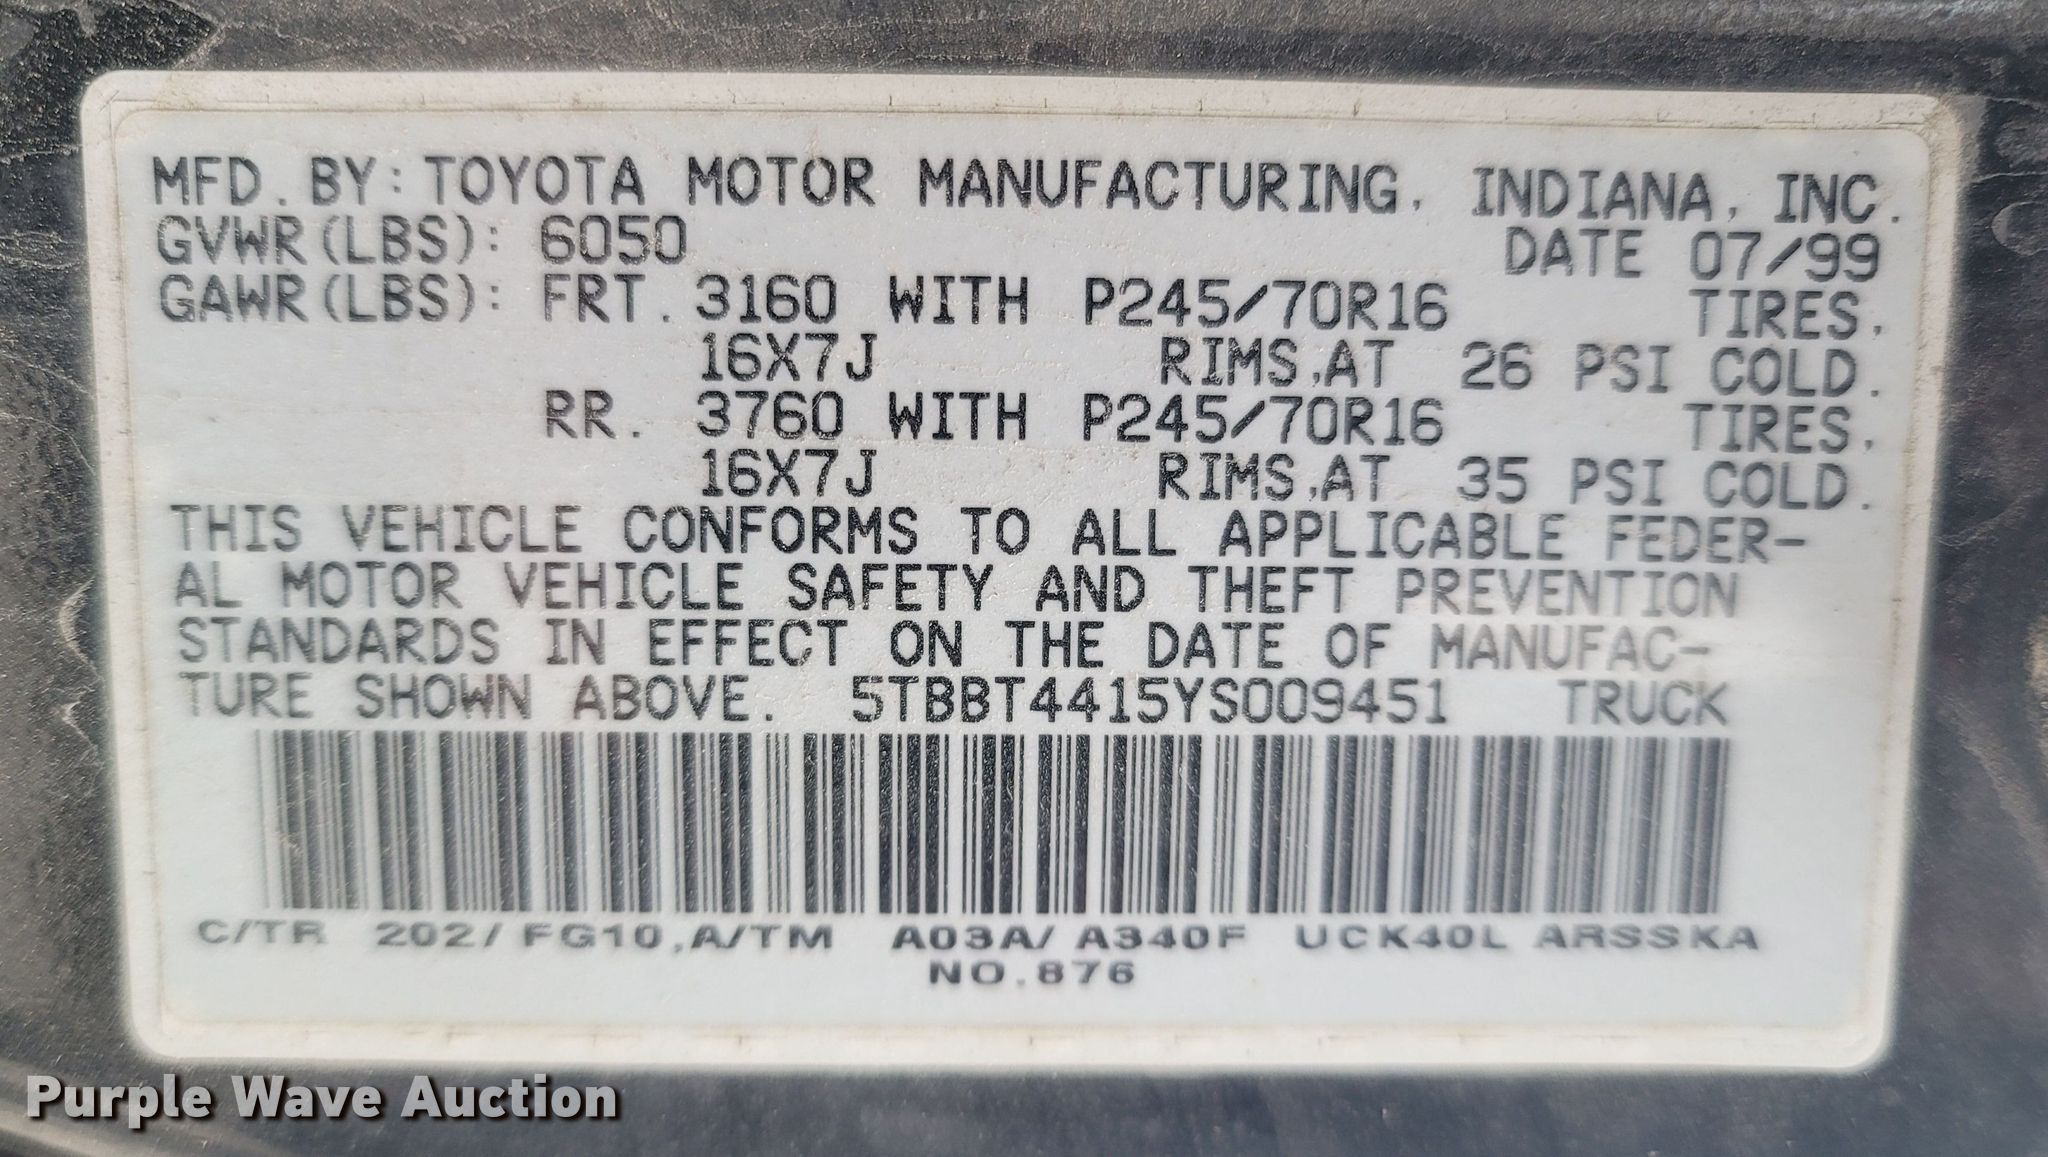 MFD. BY: TOYOTA MOTOR MANUFACTURING, INDIANA, INC.
GVWR(LBS): 6050 DATE 07/99
GAWR(LBS): FRT. 3160 WITH P245/70R16 TIRES,
16X7J RIMS,AT 26 PSI COLD.
RR. 3760 WITH P245/70R16 TIRES,
16X7J RIMS,AT 35 PSI COLD.
THIS VEHICLE CONFORMS TO ALL APPLICABLE FEDER-
AL MOTOR VEHICLE SAFETY AND THEFT PREVENTION
STANDARDS IN EFFECT ON THE DATE OF MANUFAC-
TURE SHOWN ABOVE. 5TBBT4415YS009451 TRUCK
C/TR 202/FG10,A/TM A03A/A340F UCK40L ARSSKA
NO.876
Purple Wave Auction